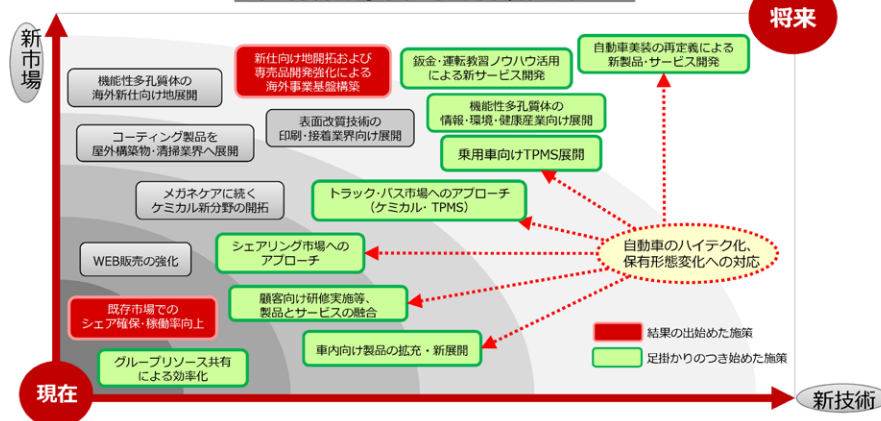 将来
新市場
新仕向け地開拓および
専売品開発強化による
海外事業基盤構築
鈑金・運転教習ノウハウ活用
による新サービス開発
自動車美装の再定義による
新製品・サービス開発
機能性多孔質体の
海外新仕向け地展開
機能性多孔質体の
情報・環境・健康産業向け展開
表面改質技術の
印刷・接着業界向け展開
コーティング製品を
屋外構築物・清掃業界へ展開
乗用車向けTPMS展開
メガネケアに続く
ケミカル新分野の開拓
トラック・バス市場へのアプローチ
(ケミカル・TPMS)
シェアリング市場への
アプローチ
自動車のハイテク化、
保有形態変化への対応
WEB販売の強化
既存市場での
シェア確保・稼働率向上
顧客向け研修実施等、
製品とサービスの融合
車内向け製品の拡充・新展開
グループリソース共有
による効率化
結果の出始めた施策
足掛かりのつき始めた施策
現在
新技術